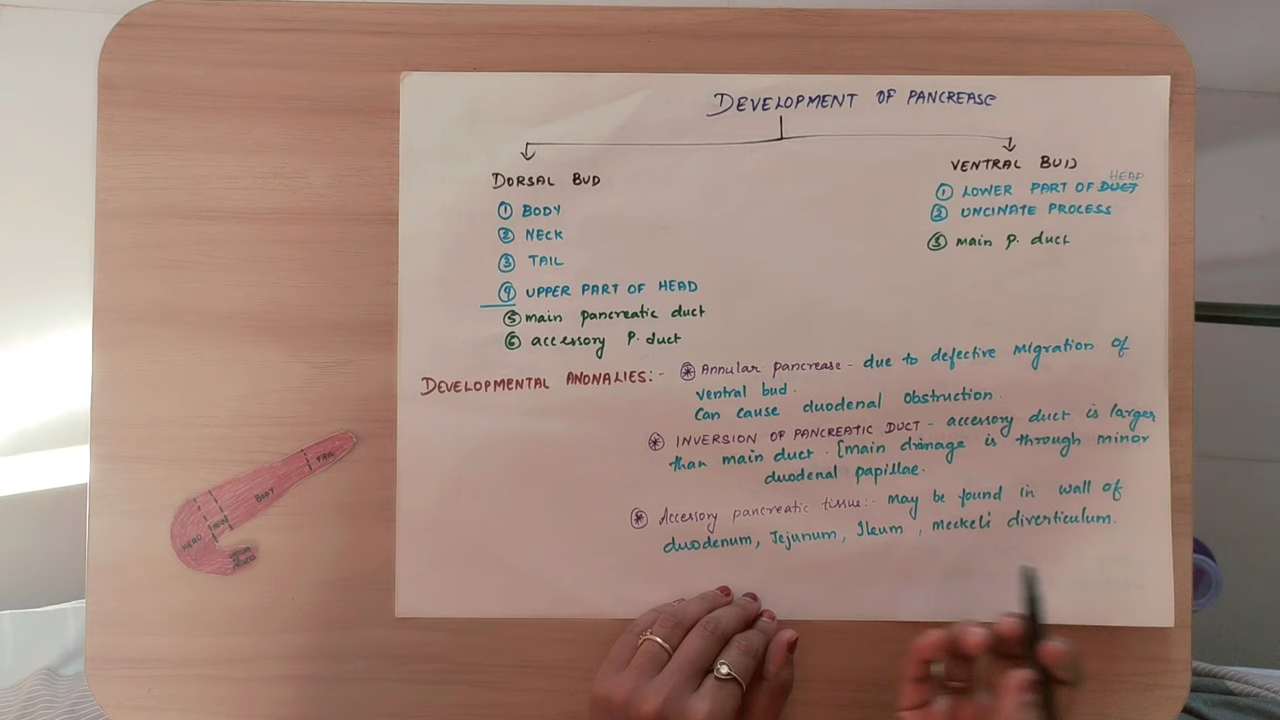 DEVELOPMENT OF PANCREASE
DORSAL BUD
① BODY
② NECK
③ TAIL
④ UPPER PART OF HEAD
⑤ main pancreatic duct
⑥ accessory P. duct
VENTRAL BUD
HEAD
① LOWER PART OF DUCT
② UNCINATE PROCESS
③ main p. duct
DEVELOPMENTAL ANONALIES:-
Annular pancrease - due to defective migration of
ventral bud.
Can cause duodenal obstruction.
INVERSION OF PANCREATIC DUCT - accessory duct is larger
than main duct. [main drainage is through minor
duodenal papillae.
Accessory pancreatic tissue:- may be found in wall of
duodenum, Jejunum, Ileum, meckeli diverticulum.
TAIL
BODY
HEAD